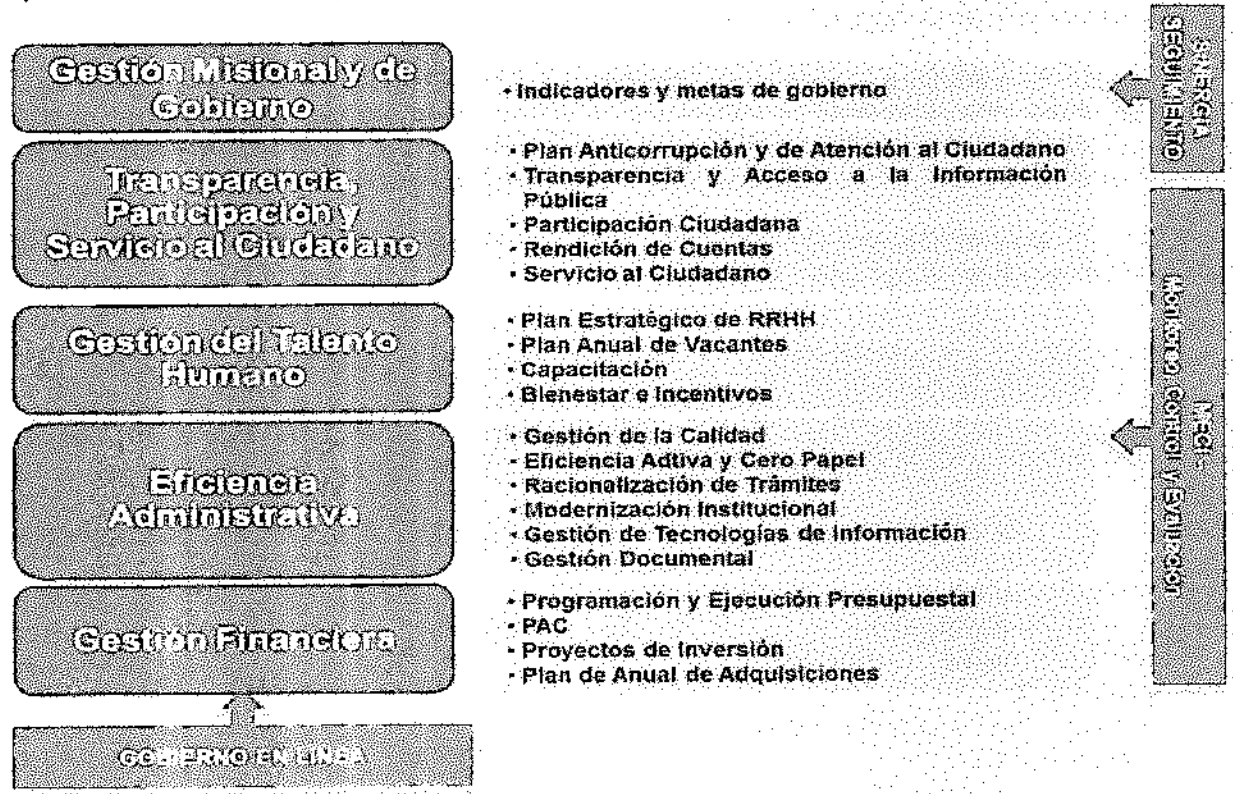 Gestión Misional y de
Gobierno
• Indicadores y metas de gobierno
SEGUIMIENTO
Transparencia,
Participación y
Servicio al Ciudadano
• Plan Anticorrupción y de Atención al Ciudadano
• Transparencia y Acceso a la Información
Pública
• Participación Ciudadana
• Rendición de Cuentas
• Servicio al Ciudadano
Gestión del Talento
Humano
• Plan Estratégico de RRHH
• Plan Anual de Vacantes
• Capacitación
• Bienestar e Incentivos
MECI:
Monitoreo, Control y Evaluación
Eficiencia
Administrativa
• Gestión de la Calidad
• Eficiencia Adtiva y Cero Papel
• Racionalización de Trámites
• Modernización Institucional
• Gestión de Tecnologías de Información
• Gestión Documental
Gestión Financiera
• Programación y Ejecución Presupuestal
• PAC
• Proyectos de Inversión
• Plan de Anual de Adquisiciones
GOBIERNO EN LINEA